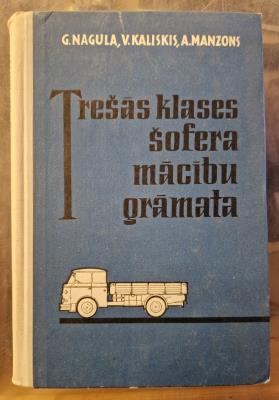 G.NAGULA, V.KALISKIS, A.MANZONS
Trešās klases
šofera
mācību
grāmata